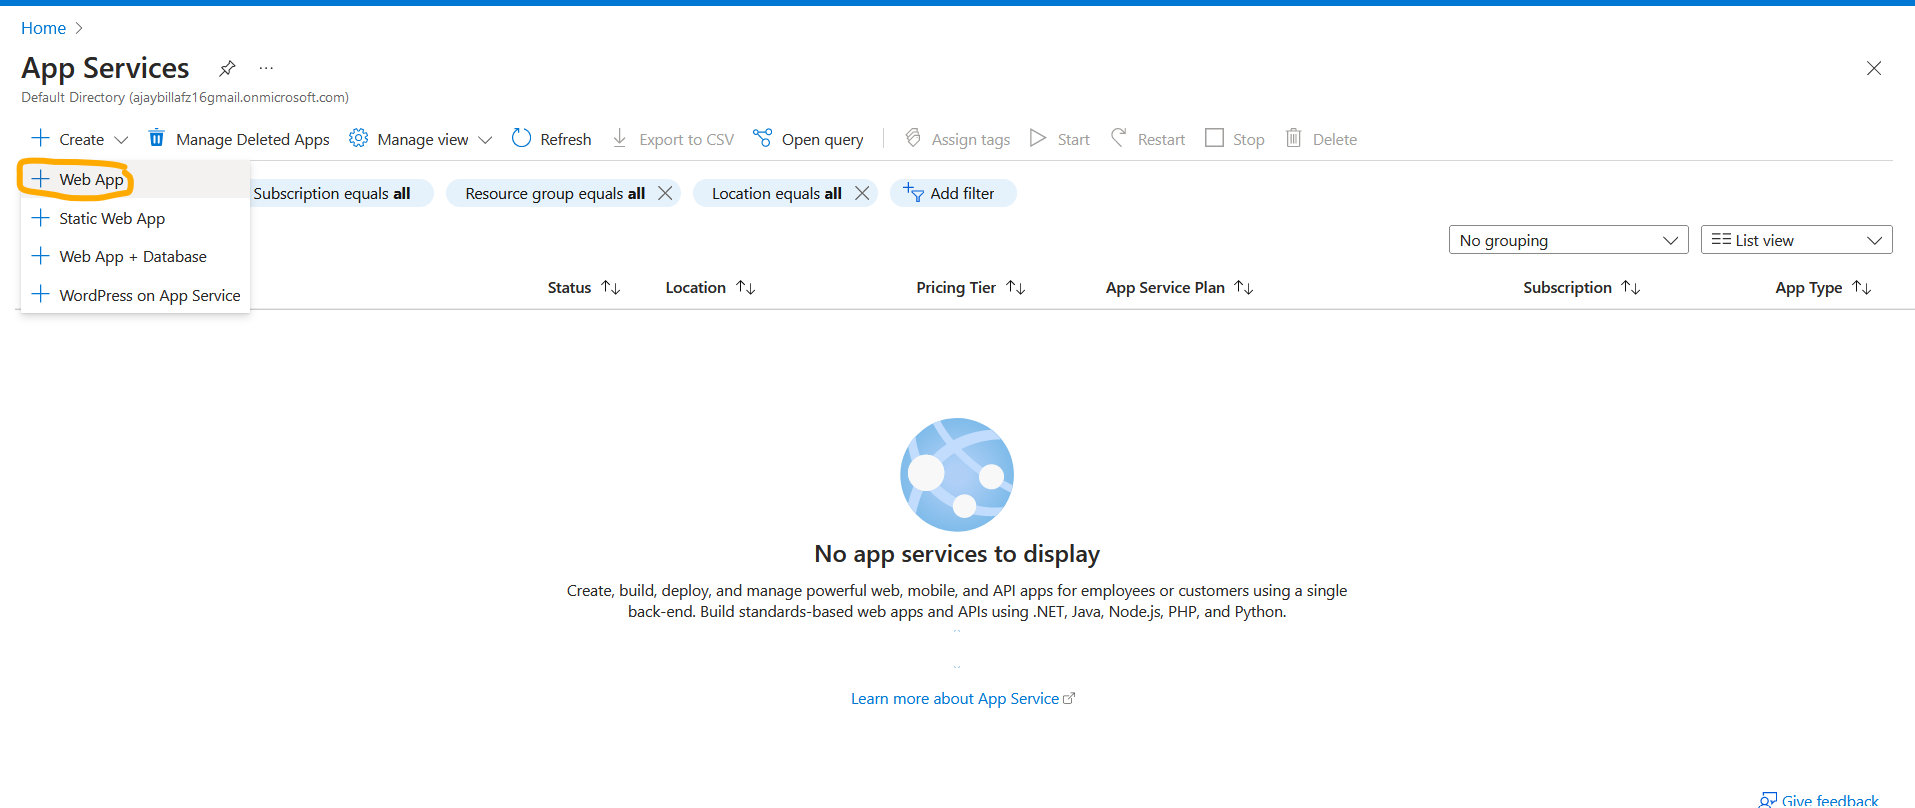 Home
App Services ...
Default Directory (ajaybillafz16gmail.onmicrosoft.com)
Create Manage Deleted Apps Manage view Refresh Export to CSV Open query Assign tags Start Restart Stop Delete
Web App
Static Web App
Web App + Database
WordPress on App Service
Subscription equals all Resource group equals all Location equals all Add filter
No grouping List view
Status Location Pricing Tier App Service Plan Subscription App Type
No app services to display
Create, build, deploy, and manage powerful web, mobile, and API apps for employees or customers using a single
back-end. Build standards-based web apps and APIs using .NET, Java, Node.js, PHP, and Python.
Learn more about App Service
Give feedback